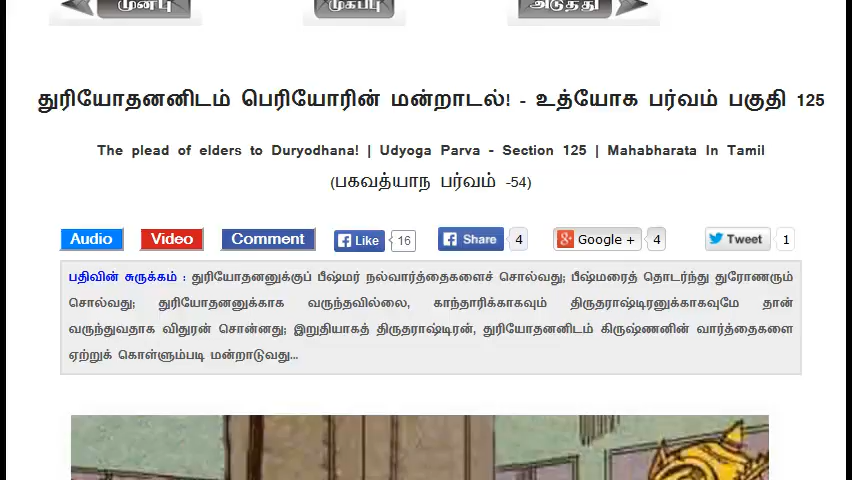 முன்பு
முகப்பு
அடுத்து
துரியோதனனிடம் பெரியோரின் மன்றாடல்! - உத்யோக பர்வம் பகுதி 125
The plead of elders to Duryodhana! | Udyoga Parva - Section 125 | Mahabharata In Tamil
(பகவத்யாந பர்வம் -54)
Audio Video Comment Like 16 Share 4 Google + 4 Tweet 1
பதிவின் சுருக்கம் : துரியோதனனுக்குப் பீஷ்மர் நல்வார்த்தைகளைச் சொல்வது; பீஷ்மரைத் தொடர்ந்து துரோணரும்
சொல்வது; துரியோதனனுக்காக வருந்தவில்லை, காந்தாரிக்காகவும் திருதராஷ்டிரனுக்காகவுமே தான்
வருந்துவதாக விதுரன் சொன்னது; இறுதியாகத் திருதராஷ்டிரன், துரியோதனனிடம் கிருஷ்ணனின் வார்த்தைகளை
ஏற்றுக் கொள்ளும்படி மன்றாடுவது...